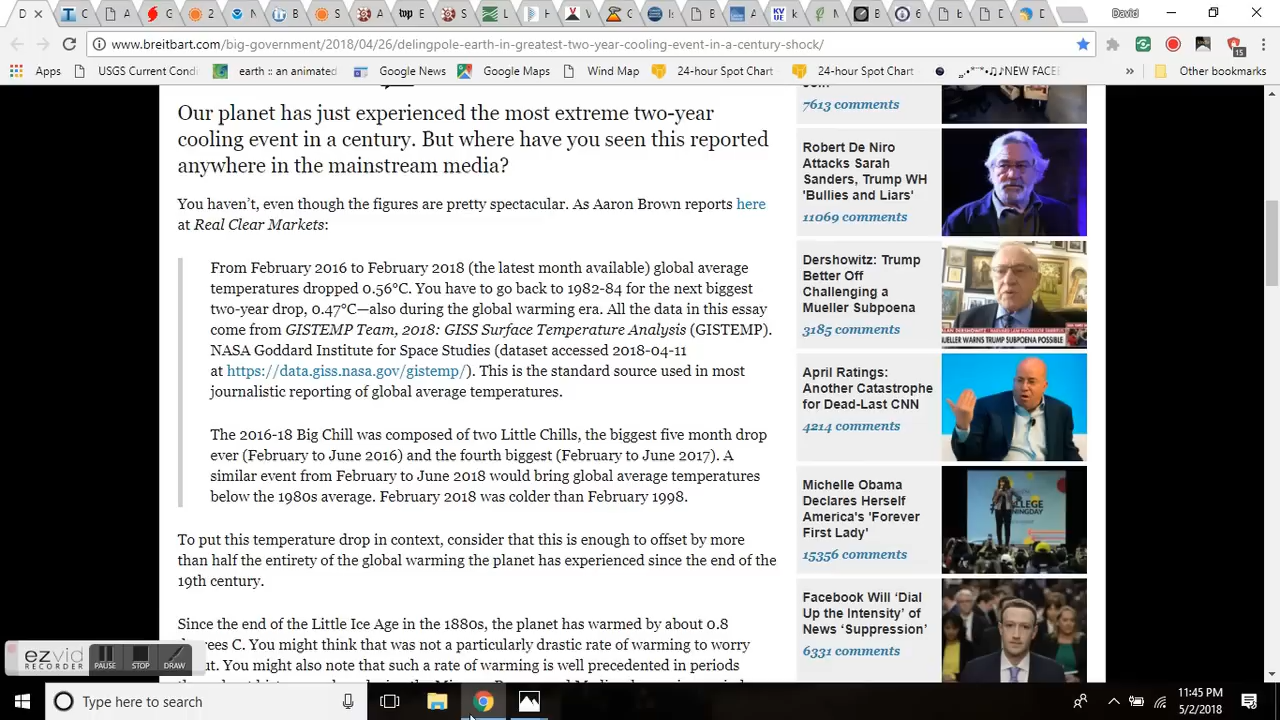 David
www.breitbart.com/big-government/2018/04/26/delingpole-earth-in-greatest-two-year-cooling-event-in-a-century-shock/
15
Apps
USGS Current Condi
earth :: an animated
Google News
Google Maps
Wind Map
24-hour Spot Chart
24-hour Spot Chart
NEW FACE
»
Other bookmarks
Our planet has just experienced the most extreme two-year
cooling event in a century. But where have you seen this reported
anywhere in the mainstream media?
You haven't, even though the figures are pretty spectacular. As Aaron Brown reports here
at Real Clear Markets:
From February 2016 to February 2018 (the latest month available) global average
temperatures dropped 0.56°C. You have to go back to 1982-84 for the next biggest
two-year drop, 0.47°C—also during the global warming era. All the data in this essay
come from GISTEMP Team, 2018: GISS Surface Temperature Analysis (GISTEMP).
NASA Goddard Institute for Space Studies (dataset accessed 2018-04-11
at https://data.giss.nasa.gov/gistemp/). This is the standard source used in most
journalistic reporting of global average temperatures.
The 2016-18 Big Chill was composed of two Little Chills, the biggest five month drop
ever (February to June 2016) and the fourth biggest (February to June 2017). A
similar event from February to June 2018 would bring global average temperatures
below the 1980s average. February 2018 was colder than February 1998.
To put this temperature drop in context, consider that this is enough to offset by more
than half the entirety of the global warming the planet has experienced since the end of the
19th century.
Since the end of the Little Ice Age in the 1880s, the planet has warmed by about 0.8
rees C. You might think that was not a particularly drastic rate of warming to worry
ut. You might also note that such a rate of warming is well precedented in periods
7613 comments
Robert De Niro
Attacks Sarah
Sanders, Trump WH
'Bullies and Liars'
11069 comments
Dershowitz: Trump
Better Off
Challenging a
Mueller Subpoena
3185 comments
MUELLER WARNS TRUMP SUBPOENA POSSIBLE
April Ratings:
Another Catastrophe
for Dead-Last CNN
4214 comments
Michelle Obama
Declares Herself
America's 'Forever
First Lady'
15356 comments
Facebook Will 'Dial
Up the Intensity' of
News 'Suppression'
6331 comments
ezvid
RECORDER
PAUSE
STOP
DRAW
Type here to search
11:45 PM
5/2/2018